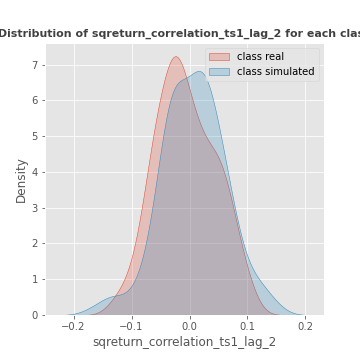 Distribution of sqreturn_correlation_ts1_lag_2 for each clas
class real
class simulated
7
6
5
4
3
2
1
0
Density
−0.2 −0.1 0.0 0.1 0.2
sqreturn_correlation_ts1_lag_2